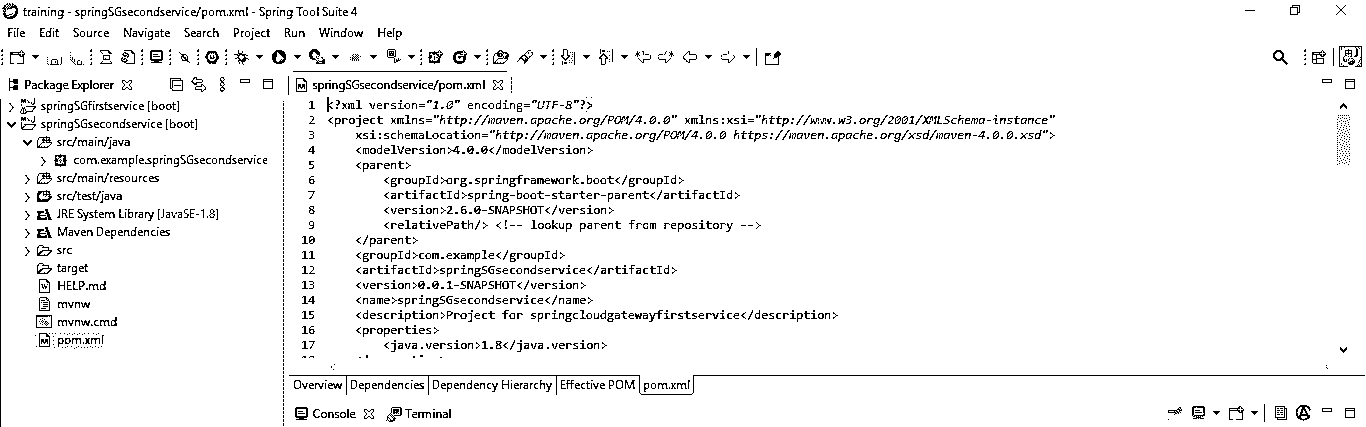 training - springSGsecondservice/pom.xml - Spring Tool Suite 4
File Edit Source Navigate Search Project Run Window Help
Package Explorer
springSGfirstservice [boot]
springSGsecondservice [boot]
src/main/java
com.example.springSGsecondservice
src/main/resources
src/test/java
JRE System Library [JavaSE-1.8]
Maven Dependencies
src
target
HELP.md
mvnw
mvnw.cmd
pom.xml
springSGsecondservice/pom.xml
1 <?xml version="1.0" encoding="UTF-8"?>
2 <project xmlns="http://maven.apache.org/POM/4.0.0" xmlns:xsi="http://www.w3.org/2001/XMLSchema-instance"
3 xsi:schemaLocation="http://maven.apache.org/POM/4.0.0 https://maven.apache.org/xsd/maven-4.0.0.xsd">
4 <modelVersion>4.0.0</modelVersion>
5 <parent>
6 <groupId>org.springframework.boot</groupId>
7 <artifactId>spring-boot-starter-parent</artifactId>
8 <version>2.6.0-SNAPSHOT</version>
9 <relativePath/> <!-- lookup parent from repository -->
10 </parent>
11 <groupId>com.example</groupId>
12 <artifactId>springSGsecondservice</artifactId>
13 <version>0.0.1-SNAPSHOT</version>
14 <name>springSGsecondservice</name>
15 <description>Project for springcloudgatewayfirstservice</description>
16 <properties>
17 <java.version>1.8</java.version>
Overview Dependencies Dependency Hierarchy Effective POM pom.xml
Console Terminal